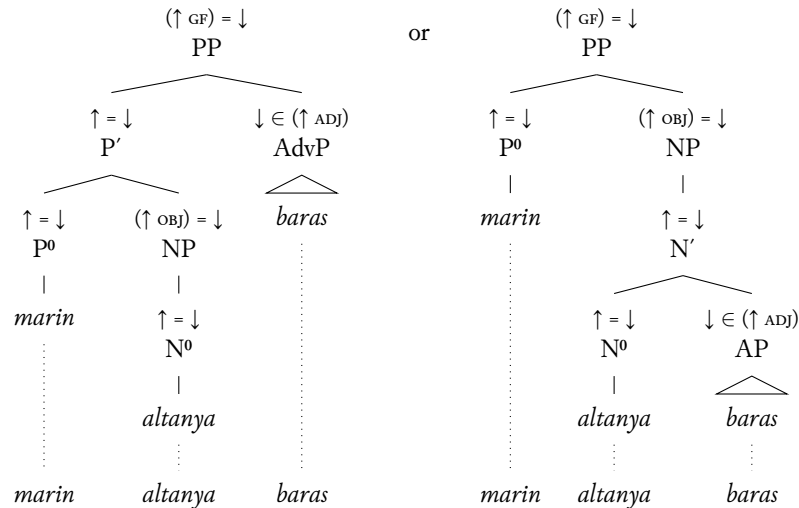 (↑ GF) = ↓ or (↑ GF) = ↓
PP PP
↑ = ↓ ↓ ∈ (↑ ADJ) ↑ = ↓ (↑ OBJ) = ↓
P′ AdvP P⁰ NP
↑ = ↓ (↑ OBJ) = ↓ baras marin ↑ = ↓
P⁰ NP N′
marin ↑ = ↓ ↑ = ↓ ↓ ∈ (↑ ADJ)
N⁰ N⁰ AP
altanya altanya baras
marin altanya baras marin altanya baras